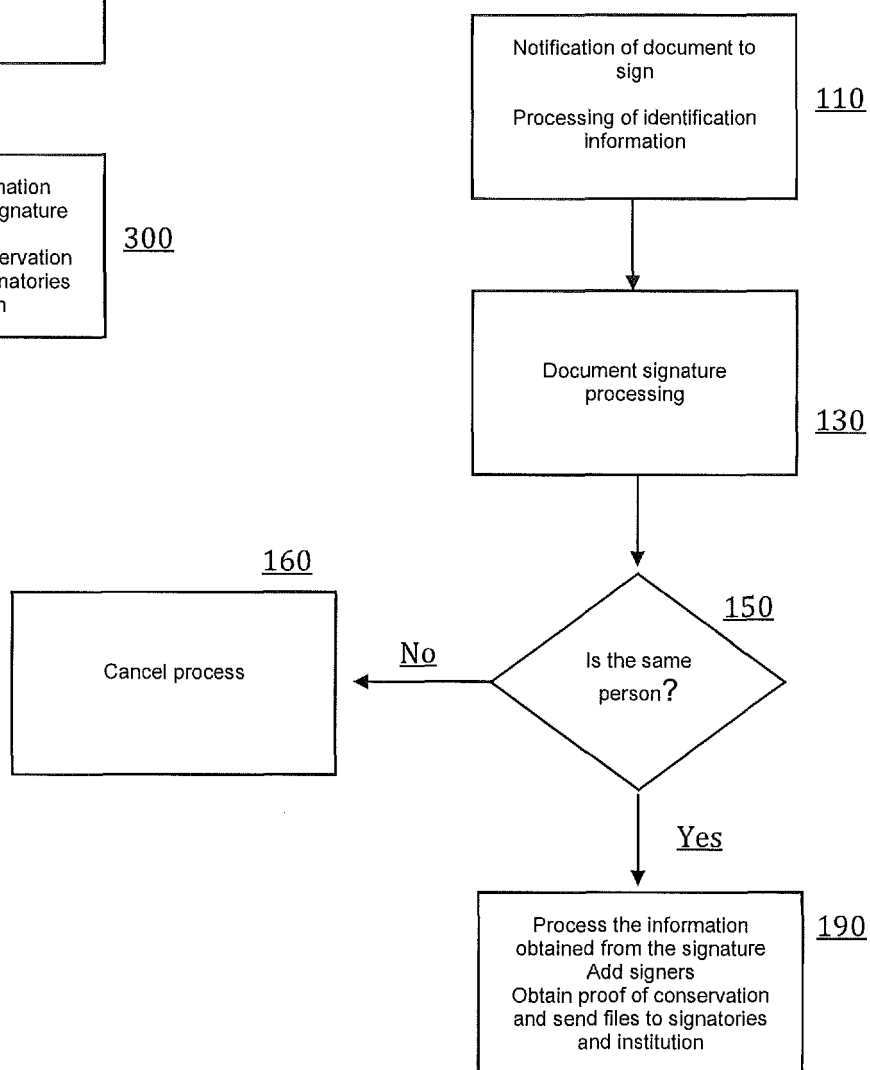 Notification of document to
sign
Processing of identification
information
110
gnature
300
natories
Document signature
processing
130
160
Cancel process
No
150
Is the same
person?
Yes
Process the information
obtained from the signature
Add signers
Obtain proof of conservation
and send files to signatories
and institution
190